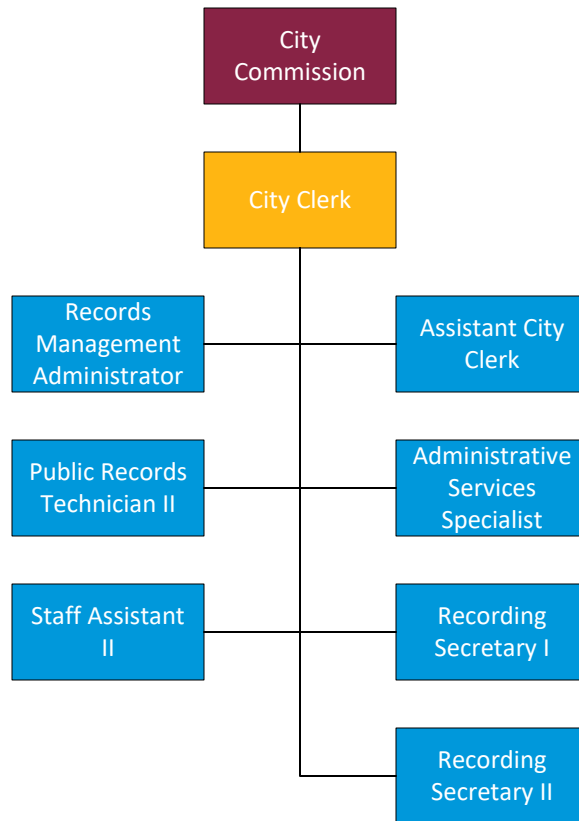 City
Commission
City Clerk
Records
Management
Administrator
Assistant City
Clerk
Public Records
Technician II
Administrative
Services
Specialist
Staff Assistant
II
Recording
Secretary I
Recording
Secretary II